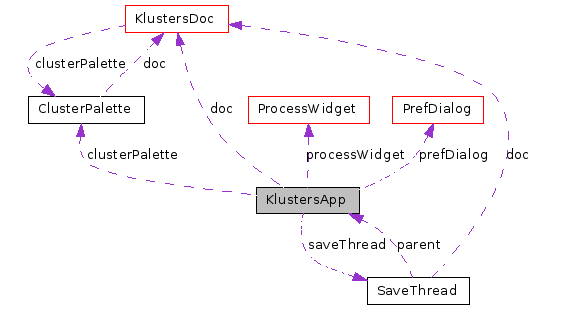 KlustersDoc
clusterPalette
doc
ClusterPalette
doc
ProcessWidget
PrefDialog
clusterPalette
processWidget
prefDialog
doc
KlustersApp
saveThread
parent
SaveThread